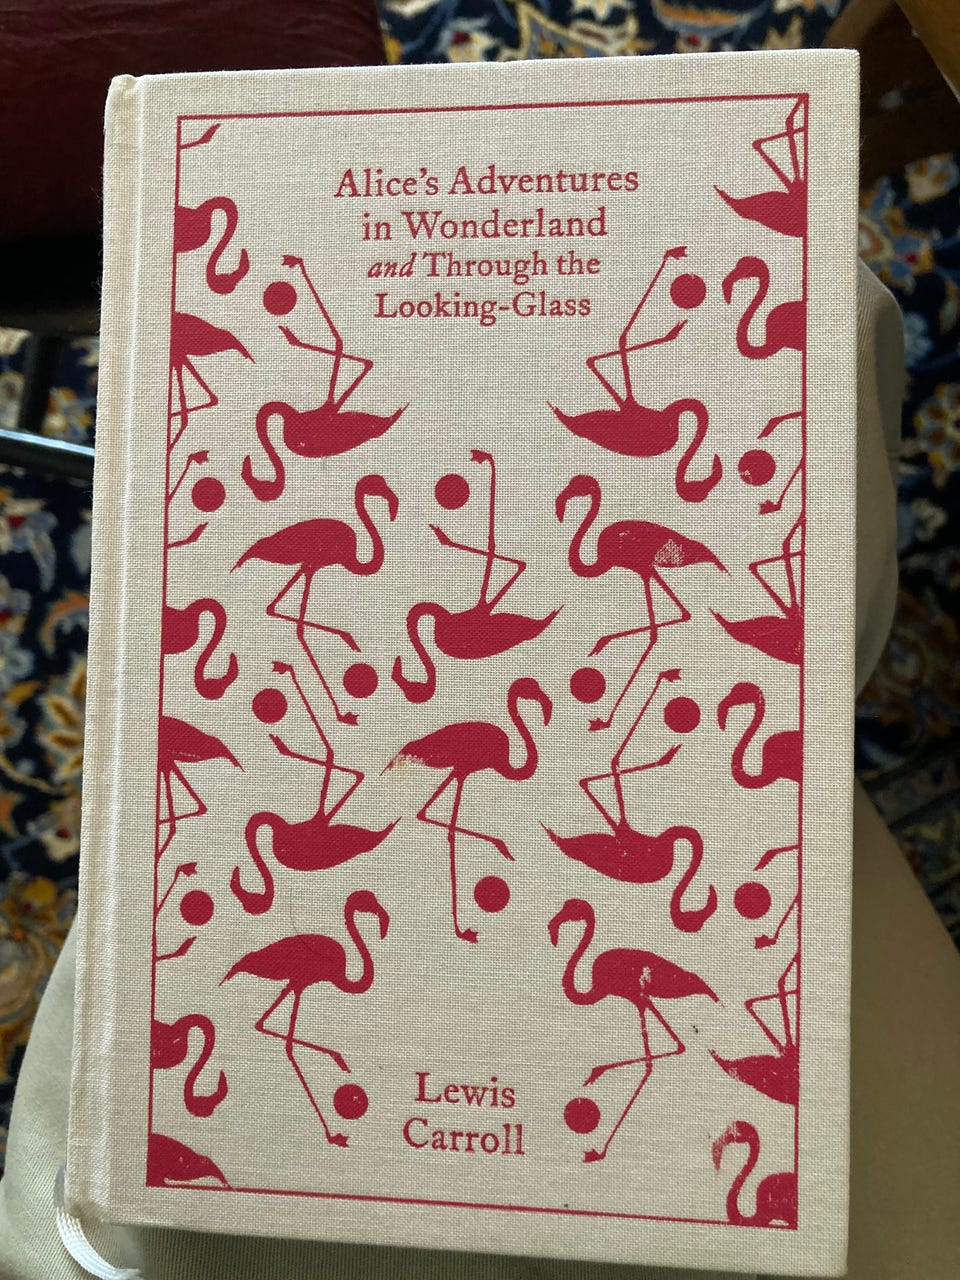 Alice's Adventures
in Wonderland
and Through the
Looking-Glass
Lewis
Carroll